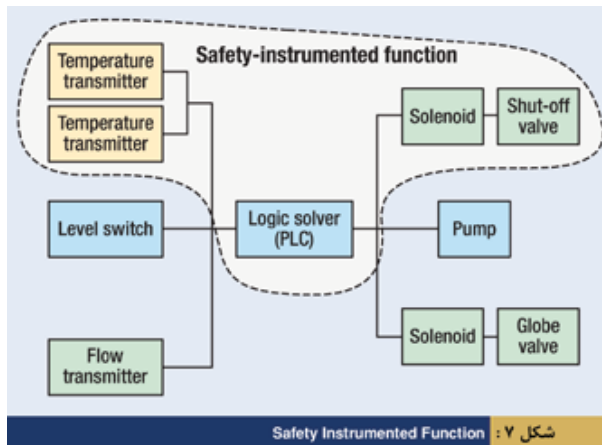 Safety-instrumented function
Temperature
transmitter
Temperature
transmitter
Solenoid
Shut-off
valve
Level switch
Logic solver
(PLC)
Pump
Flow
transmitter
Solenoid
Globe
valve
Safety Instrumented Function
شکل ۷ :